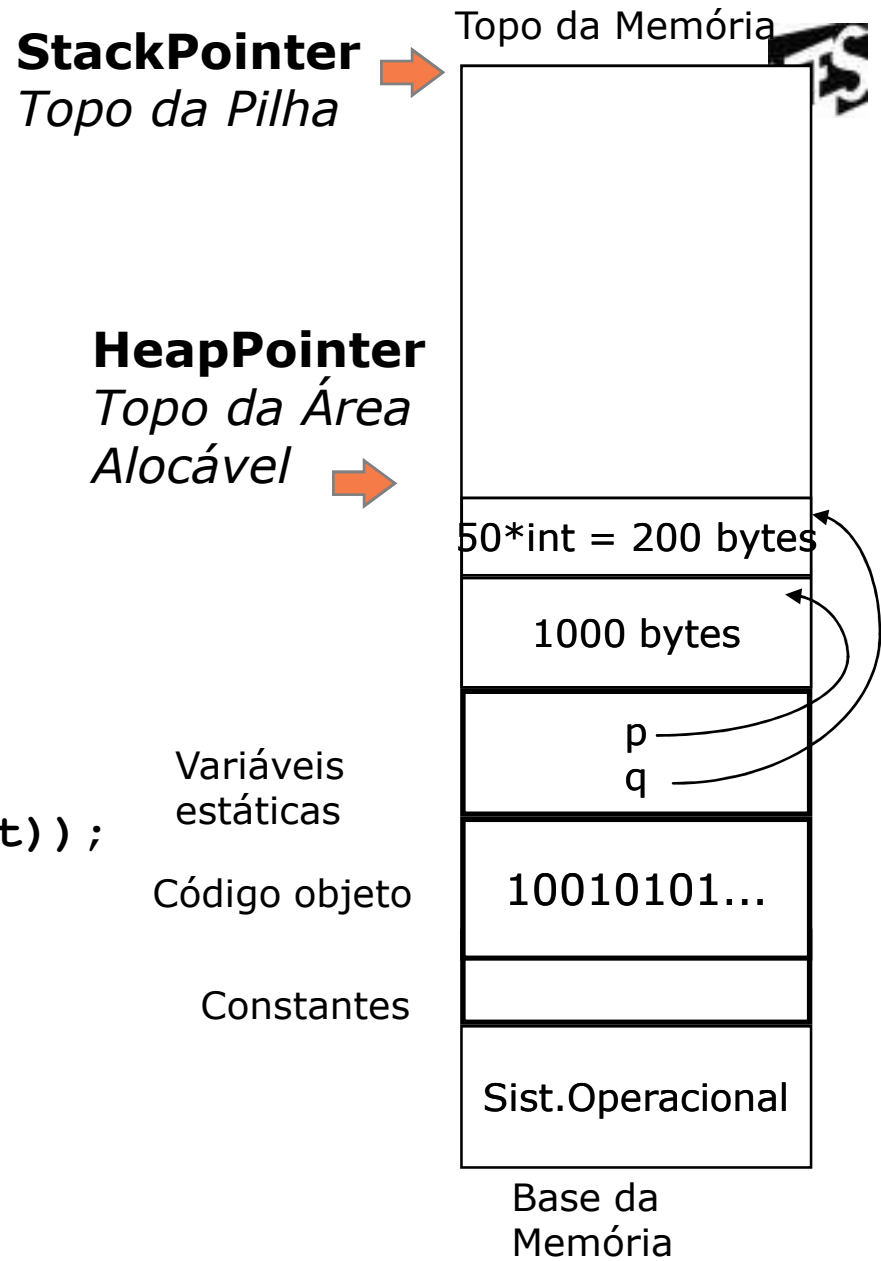 Topo da Memória
StackPointer
Topo da Pilha
HeapPointer
Topo da Área
Alocável
50*int = 200 bytes
1000 bytes
p
q
Variáveis
estáticas
t));
Código objeto
10010101...
Constantes
Sist.Operacional
Base da
Memória